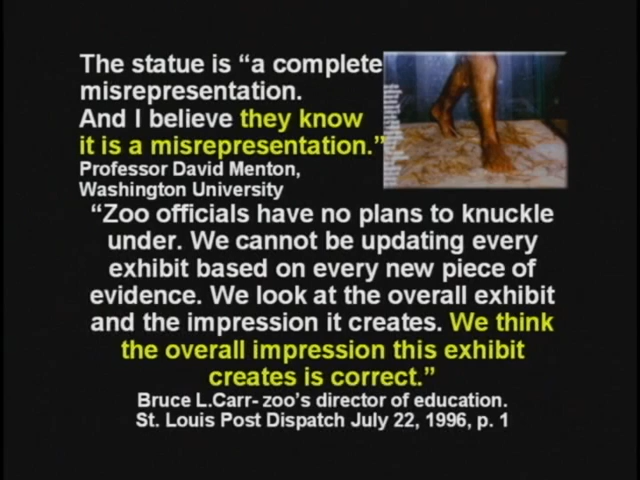 The statue is “a complete
misrepresentation.
And I believe they know
it is a misrepresentation.”
Professor David Menton,
Washington University
“Zoo officials have no plans to knuckle
under. We cannot be updating every
exhibit based on every new piece of
evidence. We look at the overall exhibit
and the impression it creates. We think
the overall impression this exhibit
creates is correct.”
Bruce L.Carr- zoo’s director of education.
St. Louis Post Dispatch July 22, 1996, p. 1